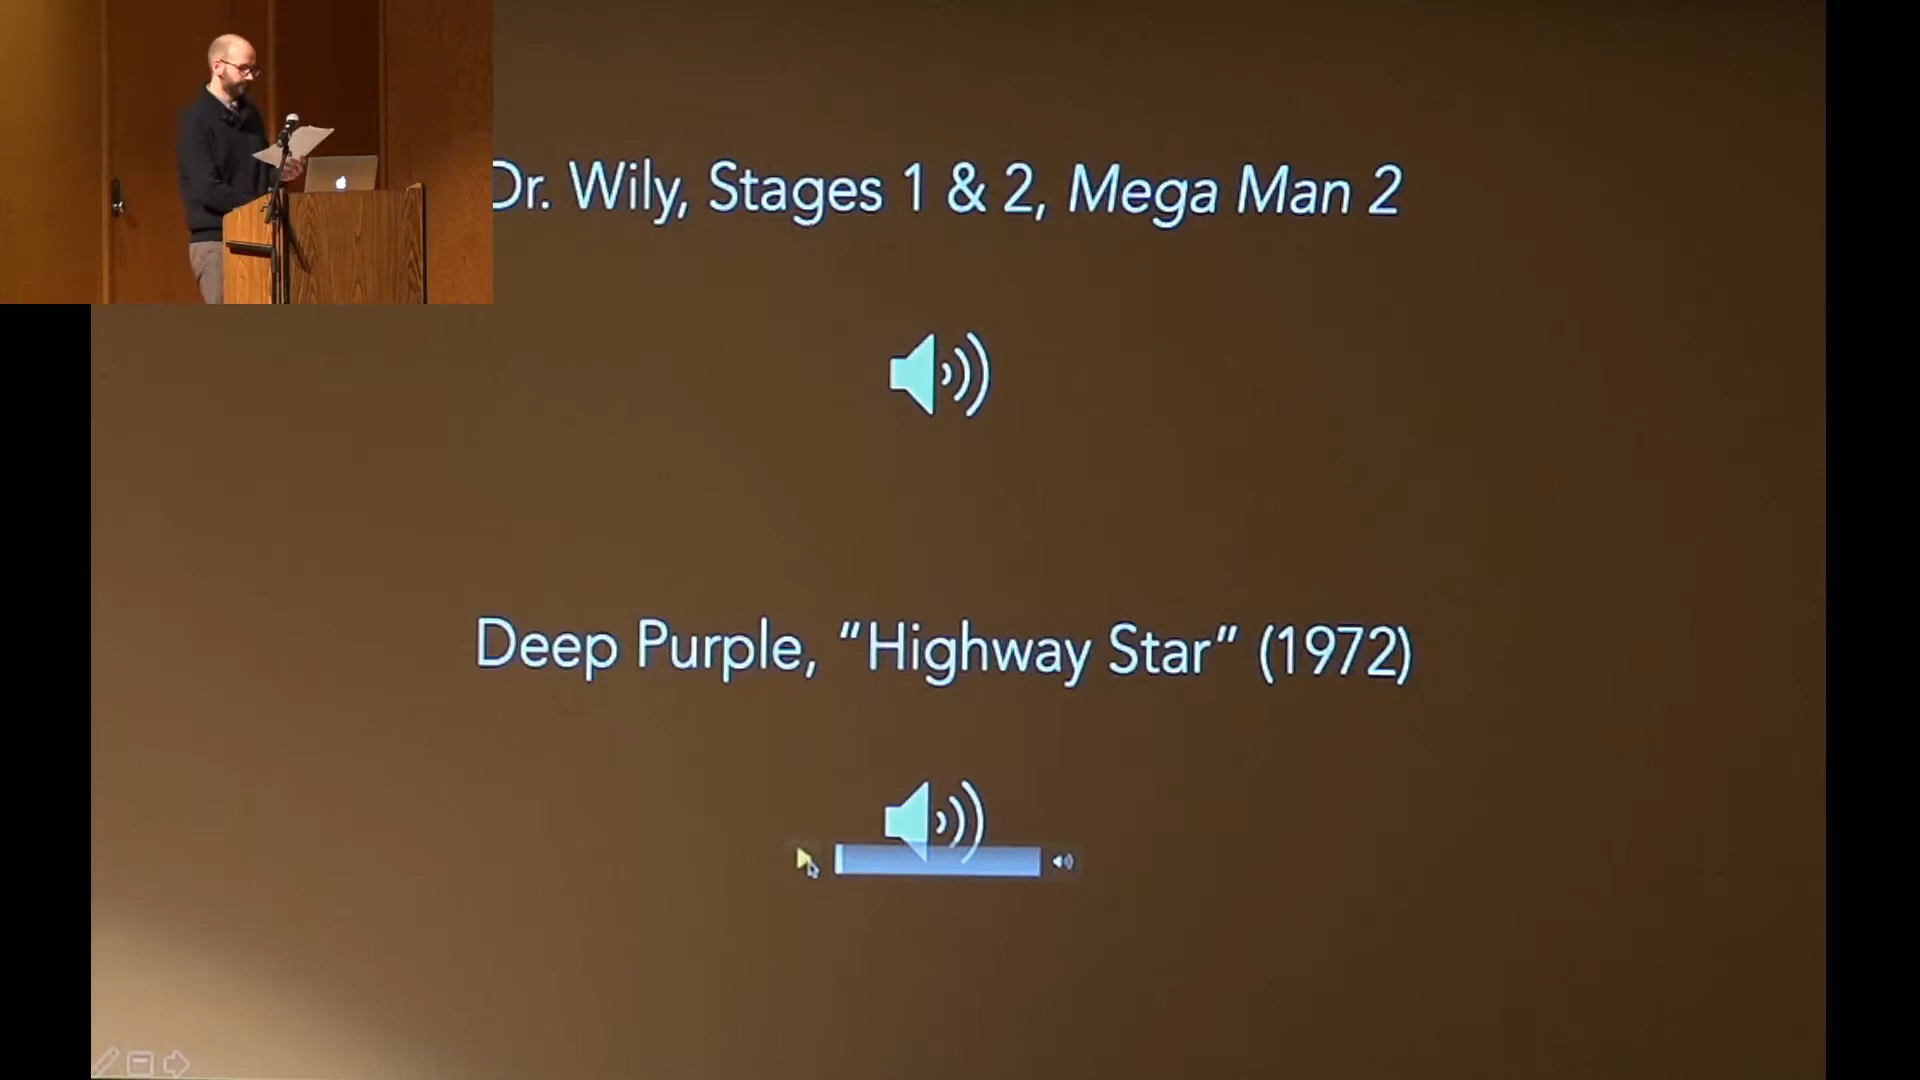 Dr. Wily, Stages 1 & 2, Mega Man 2
Deep Purple, “Highway Star” (1972)